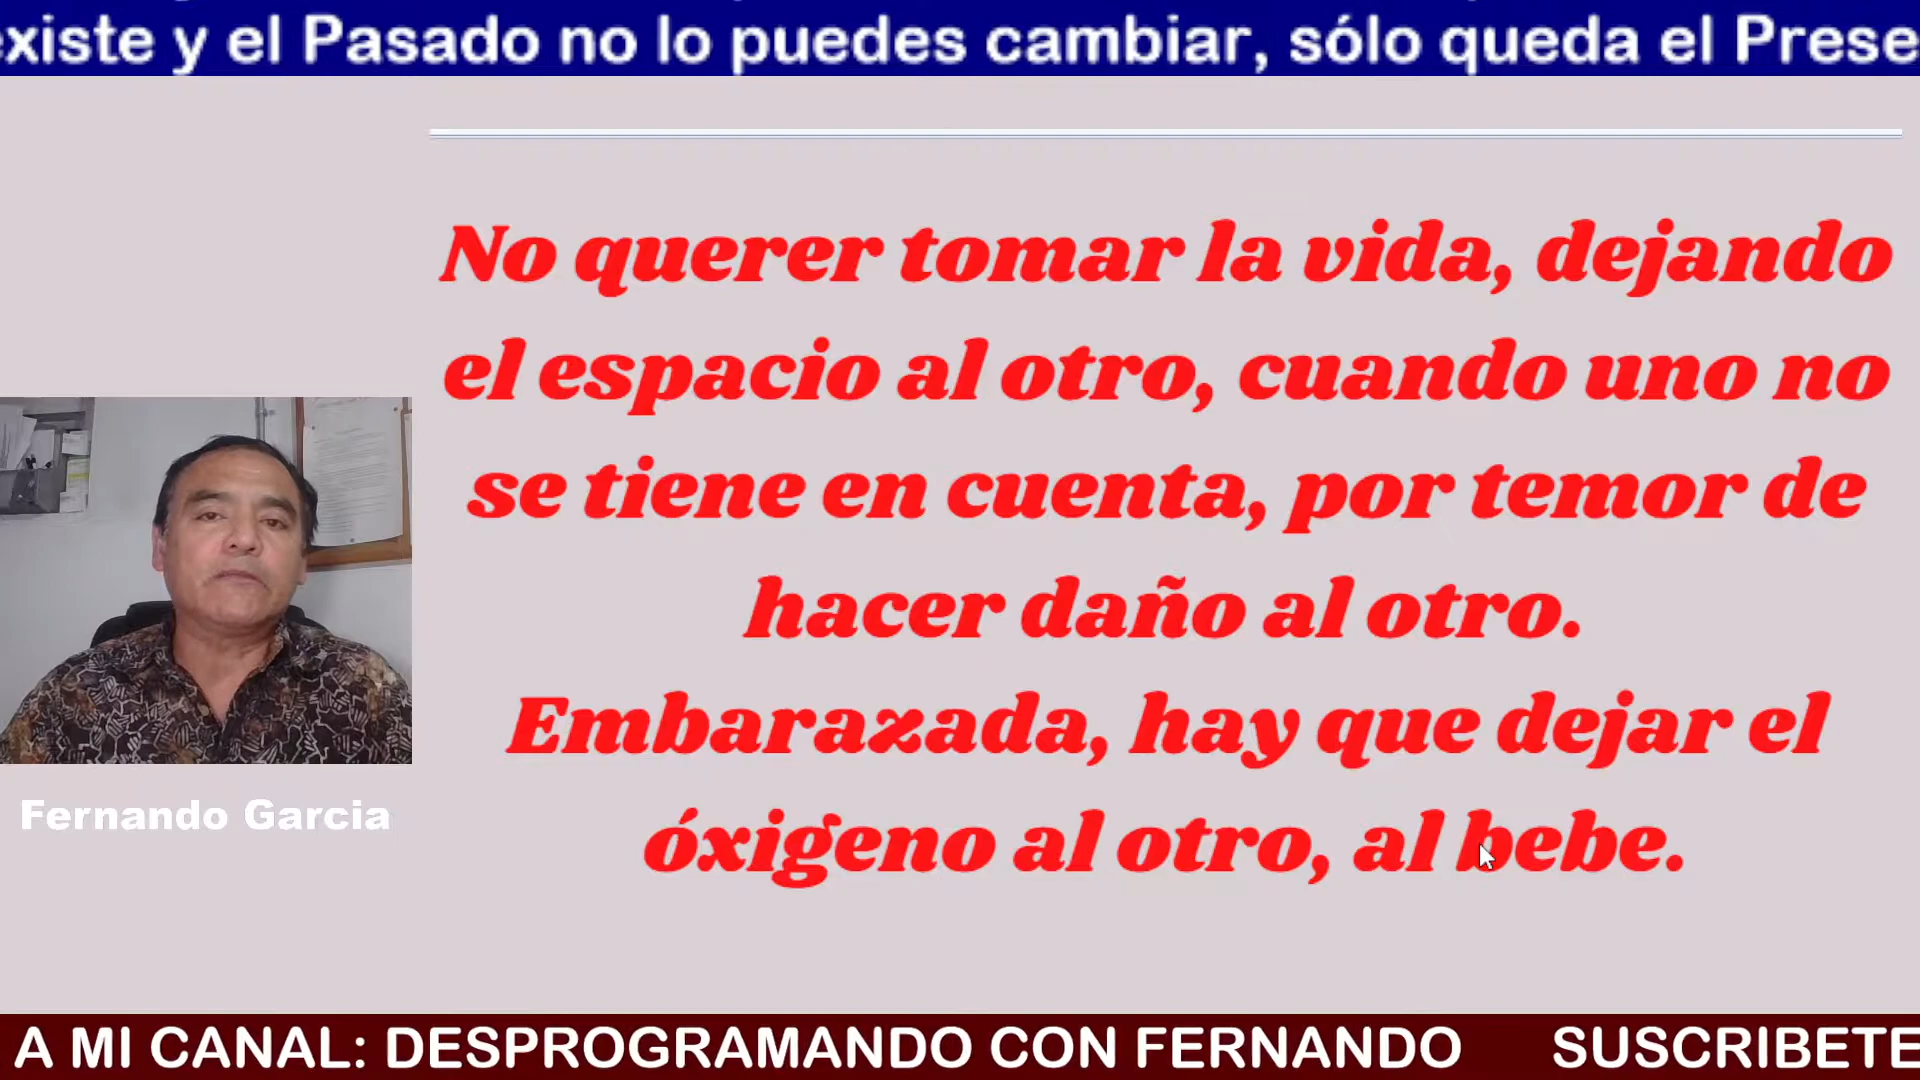 existe y el Pasado no lo puedes cambiar, sólo queda el Prese
No querer tomar la vida, dejando
el espacio al otro, cuando uno no
se tiene en cuenta, por temor de
hacer daño al otro.
Embarazada, hay que dejar el
óxigeno al otro, al bebe.
Fernando Garcia
A MI CANAL: DESPROGRAMANDO CON FERNANDO SUSCRIBETE